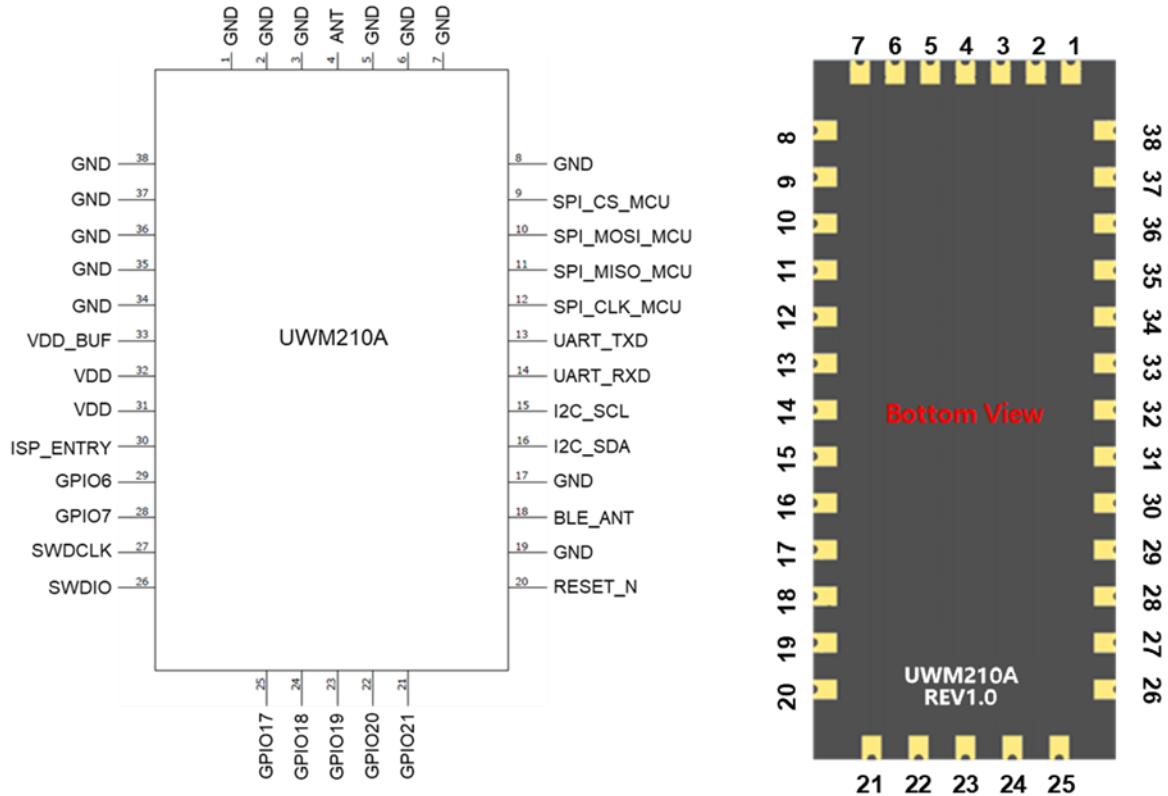 GND GND GND ANT GND GND GND
1 2 3 4 5 6 7
GND 38
GND 37
GND 36
GND 35
GND 34
VDD_BUF 33
VDD 32
VDD 31
ISP_ENTRY 30
GPIO6 29
GPIO7 28
SWDCLK 27
SWDIO 26
UWM210A
8 GND
9 SPI_CS_MCU
10 SPI_MOSI_MCU
11 SPI_MISO_MCU
12 SPI_CLK_MCU
13 UART_TXD
14 UART_RXD
15 I2C_SCL
16 I2C_SDA
17 GND
18 BLE_ANT
19 GND
20 RESET_N
25 24 23 22 21
GPIO17 GPIO18 GPIO19 GPIO20 GPIO21
7 6 5 4 3 2 1
8 38
9 37
10 36
11 35
12 34
13 33
14 32
Bottom View
15 31
16 30
17 29
18 28
19 27
20 26
UWM210A
REV1.0
21 22 23 24 25